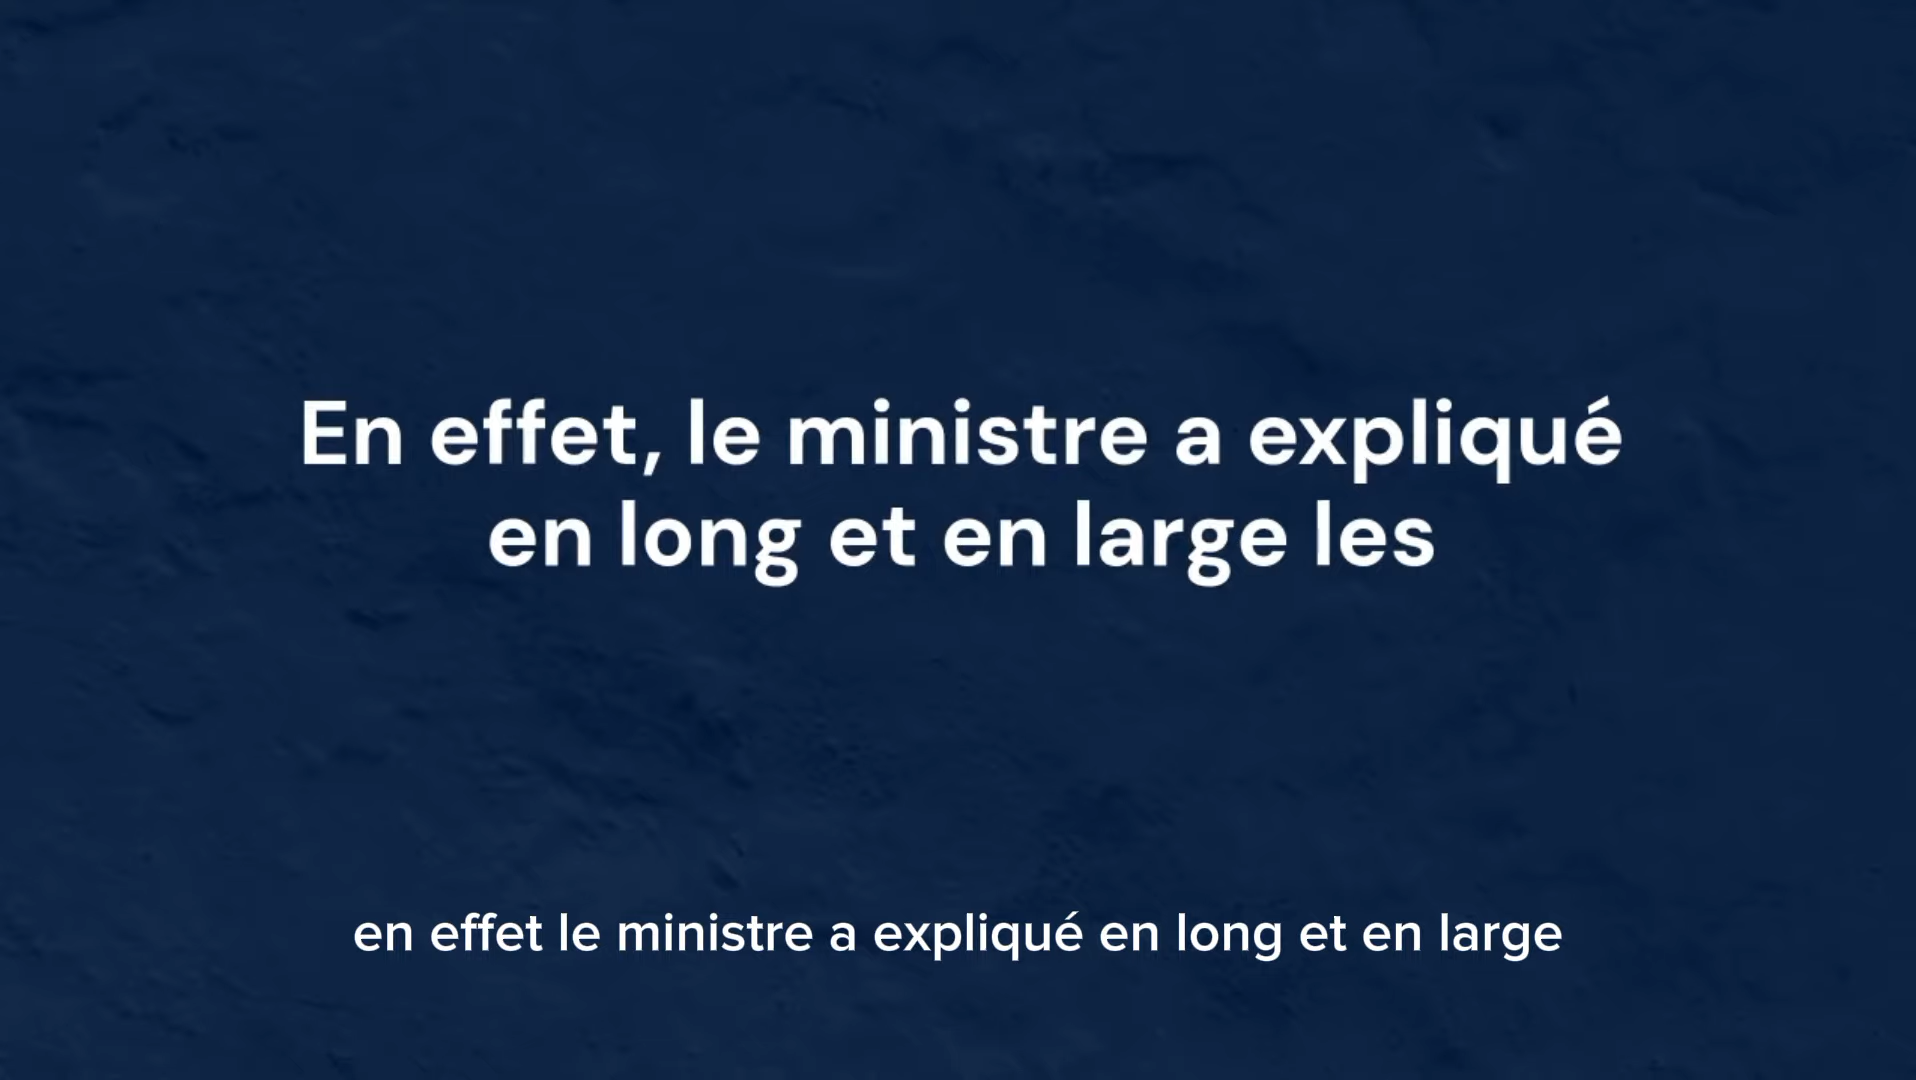 En effet, le ministre a expliqué
en long et en large les
en effet le ministre a expliqué en long et en large